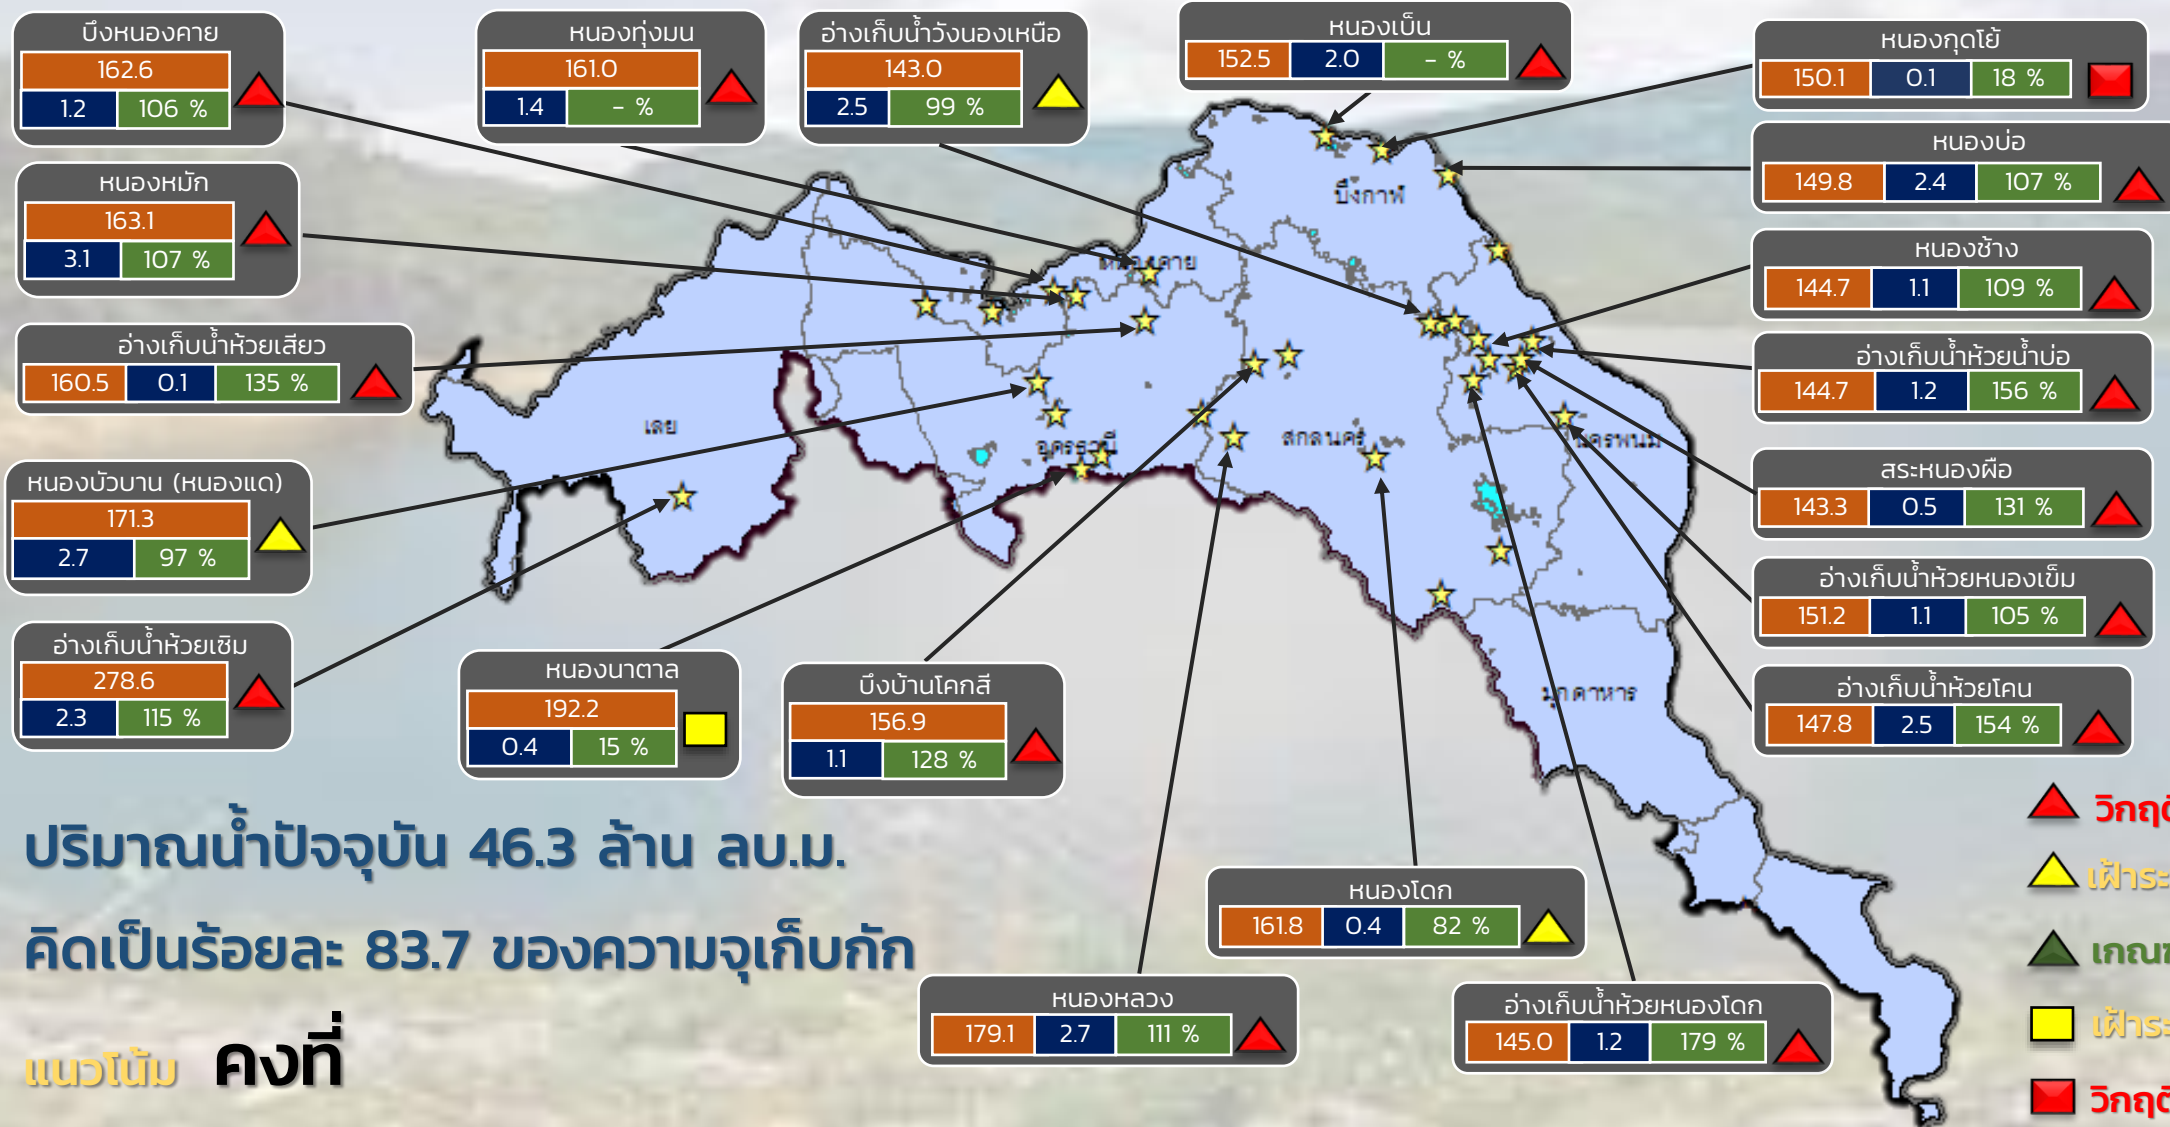 บึงหนองคาย
162.6
1.2 106 %
หนองทุ่งมน
161.0
1.4 - %
อ่างเก็บน้ำวังนองเหนือ
143.0
2.5 99 %
หนองเบ็น
152.5 2.0 - %
หนองกุดโย้
150.1 0.1 18 %
หนองหมัก
163.1
3.1 107 %
หนองบ่อ
149.8 2.4 107 %
หนองช้าง
144.7 1.1 109 %
อ่างเก็บน้ำห้วยเสียว
160.5 0.1 135 %
อ่างเก็บน้ำห้วยน้ำบ่อ
144.7 1.2 156 %
หนองบัวบาน (หนองแด)
171.3
2.7 97 %
สระหนองผือ
143.3 0.5 131 %
อ่างเก็บน้ำห้วยหนองเข็ม
151.2 1.1 105 %
อ่างเก็บน้ำห้วยเซิม
278.6
2.3 115 %
หนองนาตาล
192.2
0.4 15 %
บึงบ้านโคกสี
156.9
1.1 128 %
อ่างเก็บน้ำห้วยโคน
147.8 2.5 154 %
บึงกาฬ
เลย
อุดรธานี
สกลนคร
นครพนม
มุกดาหาร
ปริมาณน้ำปัจจุบัน 46.3 ล้าน ลบ.ม.
คิดเป็นร้อยละ 83.7 ของความจุเก็บกัก
แนวโน้ม คงที่
หนองโดก
161.8 0.4 82 %
หนองหลวง
179.1 2.7 111 %
อ่างเก็บน้ำห้วยหนองโดก
145.0 1.2 179 %